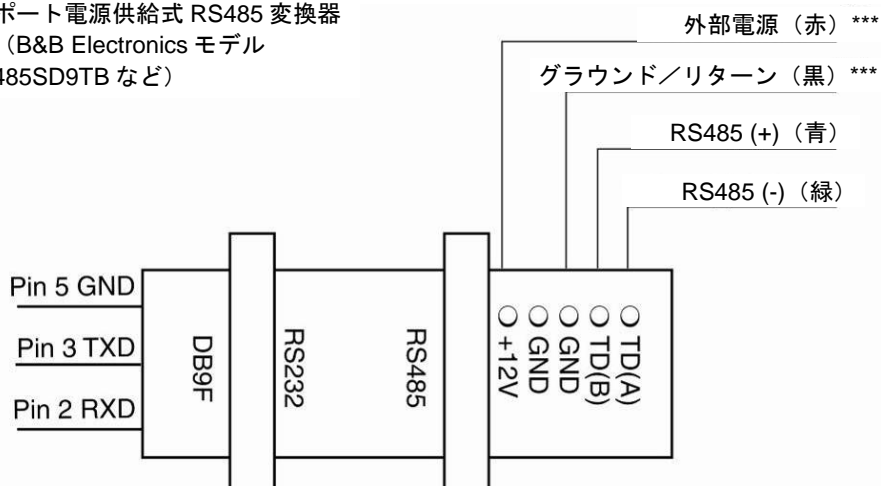 ポート電源供給式 RS485 変換器
（B&B Electronics モデル
485SD9TB など）
外部電源（赤）***
グラウンド／リターン（黒）***
RS485 (+)（青）
RS485 (-)（緑）
Pin 5 GND
Pin 3 TXD
Pin 2 RXD
DB9F
RS232
RS485
+12V
GND
GND
TD(B)
TD(A)